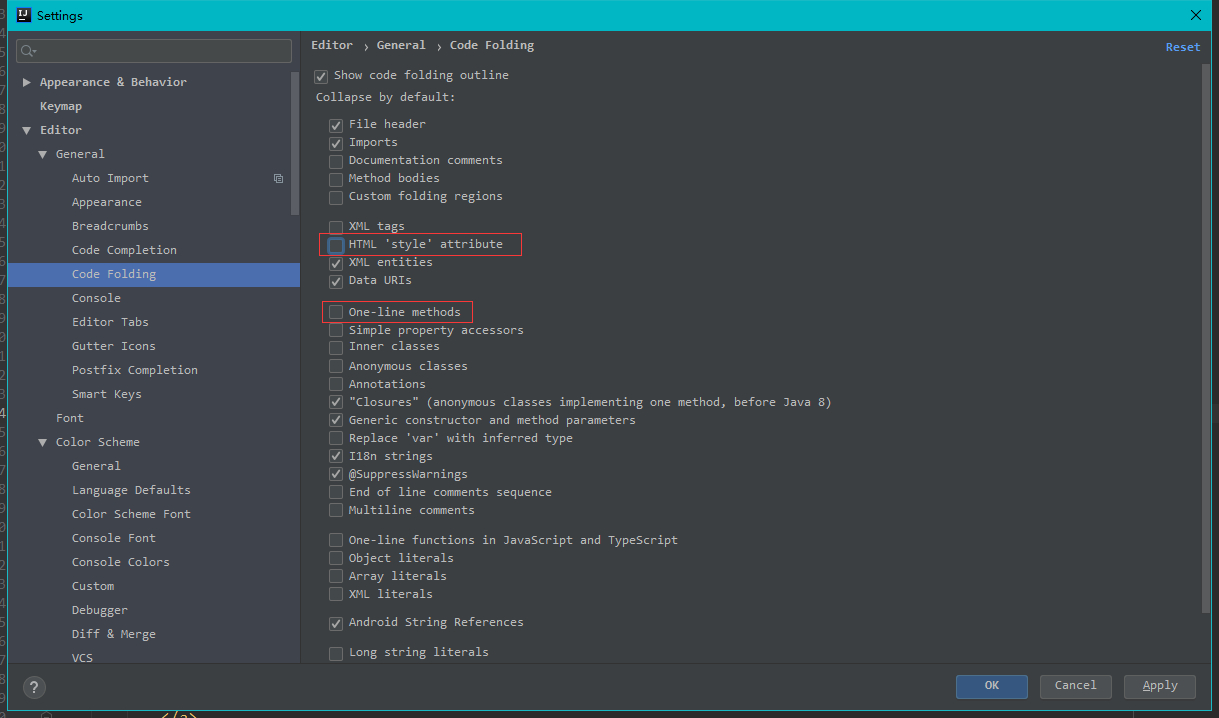 IJ Settings
Editor › General › Code Folding
Reset
Appearance & Behavior
Keymap
Editor
General
Auto Import
Appearance
Breadcrumbs
Code Completion
Code Folding
Console
Editor Tabs
Gutter Icons
Postfix Completion
Smart Keys
Font
Color Scheme
General
Language Defaults
Color Scheme Font
Console Font
Console Colors
Custom
Debugger
Diff & Merge
VCS
Show code folding outline
Collapse by default:
File header
Imports
Documentation comments
Method bodies
Custom folding regions
XML tags
HTML 'style' attribute
XML entities
Data URIs
One-line methods
Simple property accessors
Inner classes
Anonymous classes
Annotations
"Closures" (anonymous classes implementing one method, before Java 8)
Generic constructor and method parameters
Replace 'var' with inferred type
I18n strings
@SuppressWarnings
End of line comments sequence
Multiline comments
One-line functions in JavaScript and TypeScript
Object literals
Array literals
XML literals
Android String References
Long string literals
?
OK
Cancel
Apply